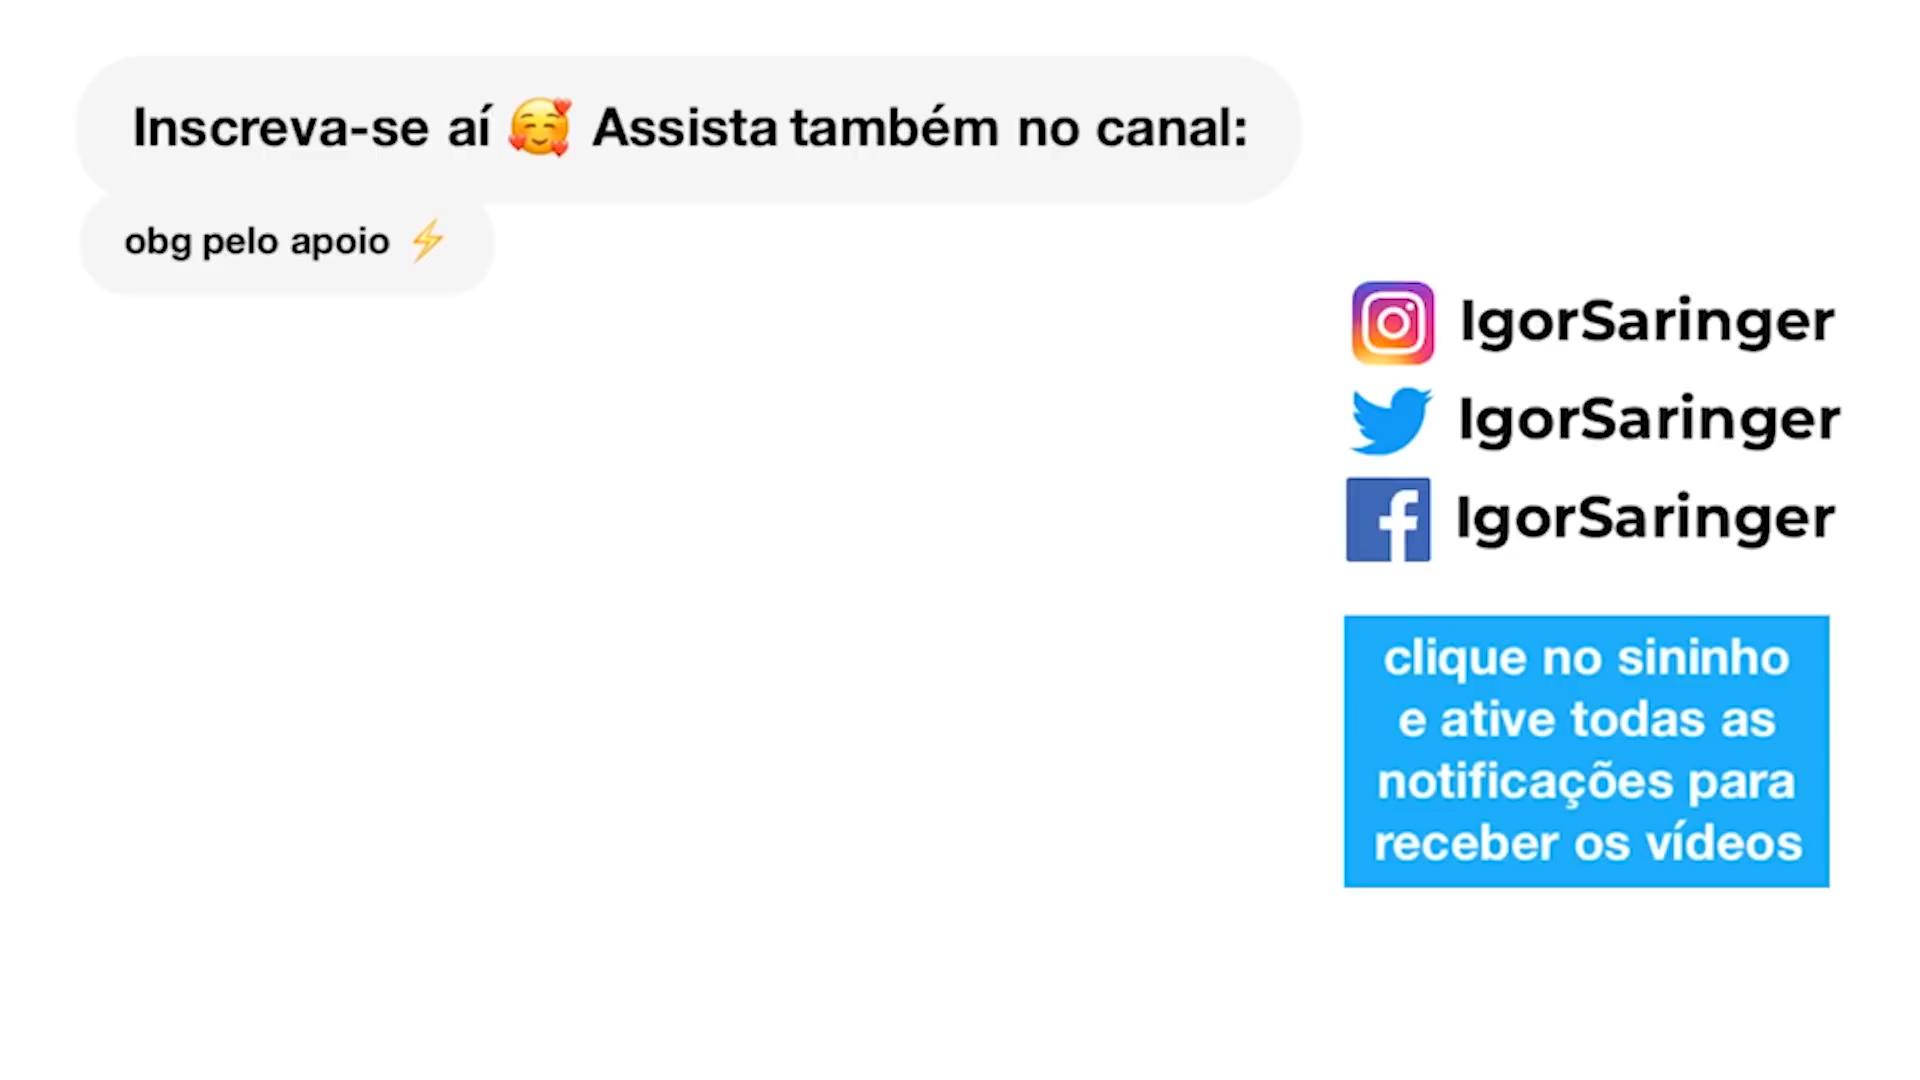 Inscreva-se aí 🥰 Assista também no canal:
obg pelo apoio ⚡
IgorSaringer
IgorSaringer
IgorSaringer
clique no sininho
e ative todas as
notificações para
receber os vídeos